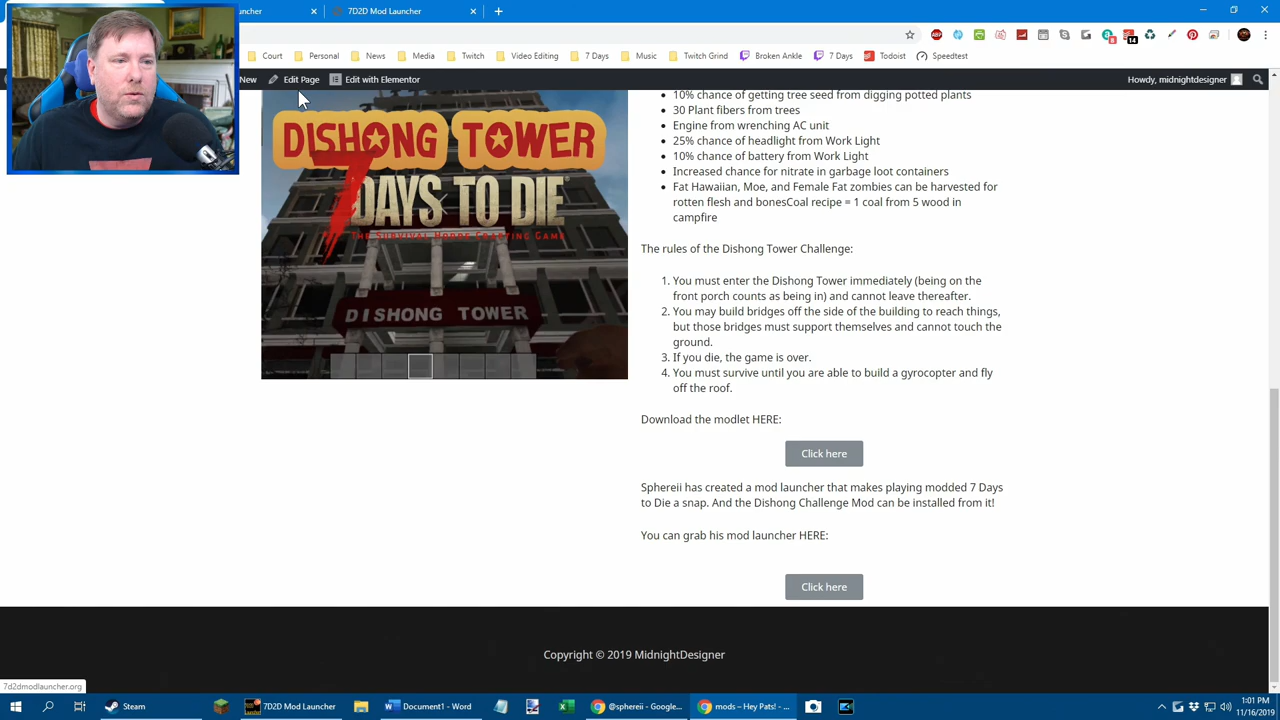 ncher
7D2D Mod Launcher
Court
Personal
News
Media
Twitch
Video Editing
7 Days
Music
Twitch Grind
Broken Ankle
7 Days
Todoist
Speedtest
New
Edit Page
Edit with Elementor
Howdy, midnightdesigner
10% chance of getting tree seed from digging potted plants
30 Plant fibers from trees
Engine from wrenching AC unit
25% chance of headlight from Work Light
10% chance of battery from Work Light
Increased chance for nitrate in garbage loot containers
Fat Hawaiian, Moe, and Female Fat zombies can be harvested for
rotten flesh and bonesCoal recipe = 1 coal from 5 wood in
campfire
DISHONG TOWER
7 DAYS TO DIE
THE SURVIVAL HORDE CRAFTING GAME
DISHONG TOWER
The rules of the Dishong Tower Challenge:
1. You must enter the Dishong Tower immediately (being on the
front porch counts as being in) and cannot leave thereafter.
2. You may build bridges off the side of the building to reach things,
but those bridges must support themselves and cannot touch the
ground.
3. If you die, the game is over.
4. You must survive until you are able to build a gyrocopter and fly
off the roof.
Download the modlet HERE:
Click here
Sphereii has created a mod launcher that makes playing modded 7 Days
to Die a snap. And the Dishong Challenge Mod can be installed from it!
You can grab his mod launcher HERE:
Click here
Copyright © 2019 MidnightDesigner
7d2dmodlauncher.org
Steam
7D2D Mod Launcher
Document1 - Word
@sphereii - Google...
mods – Hey Pats! - ...
1:01 PM
11/16/2019